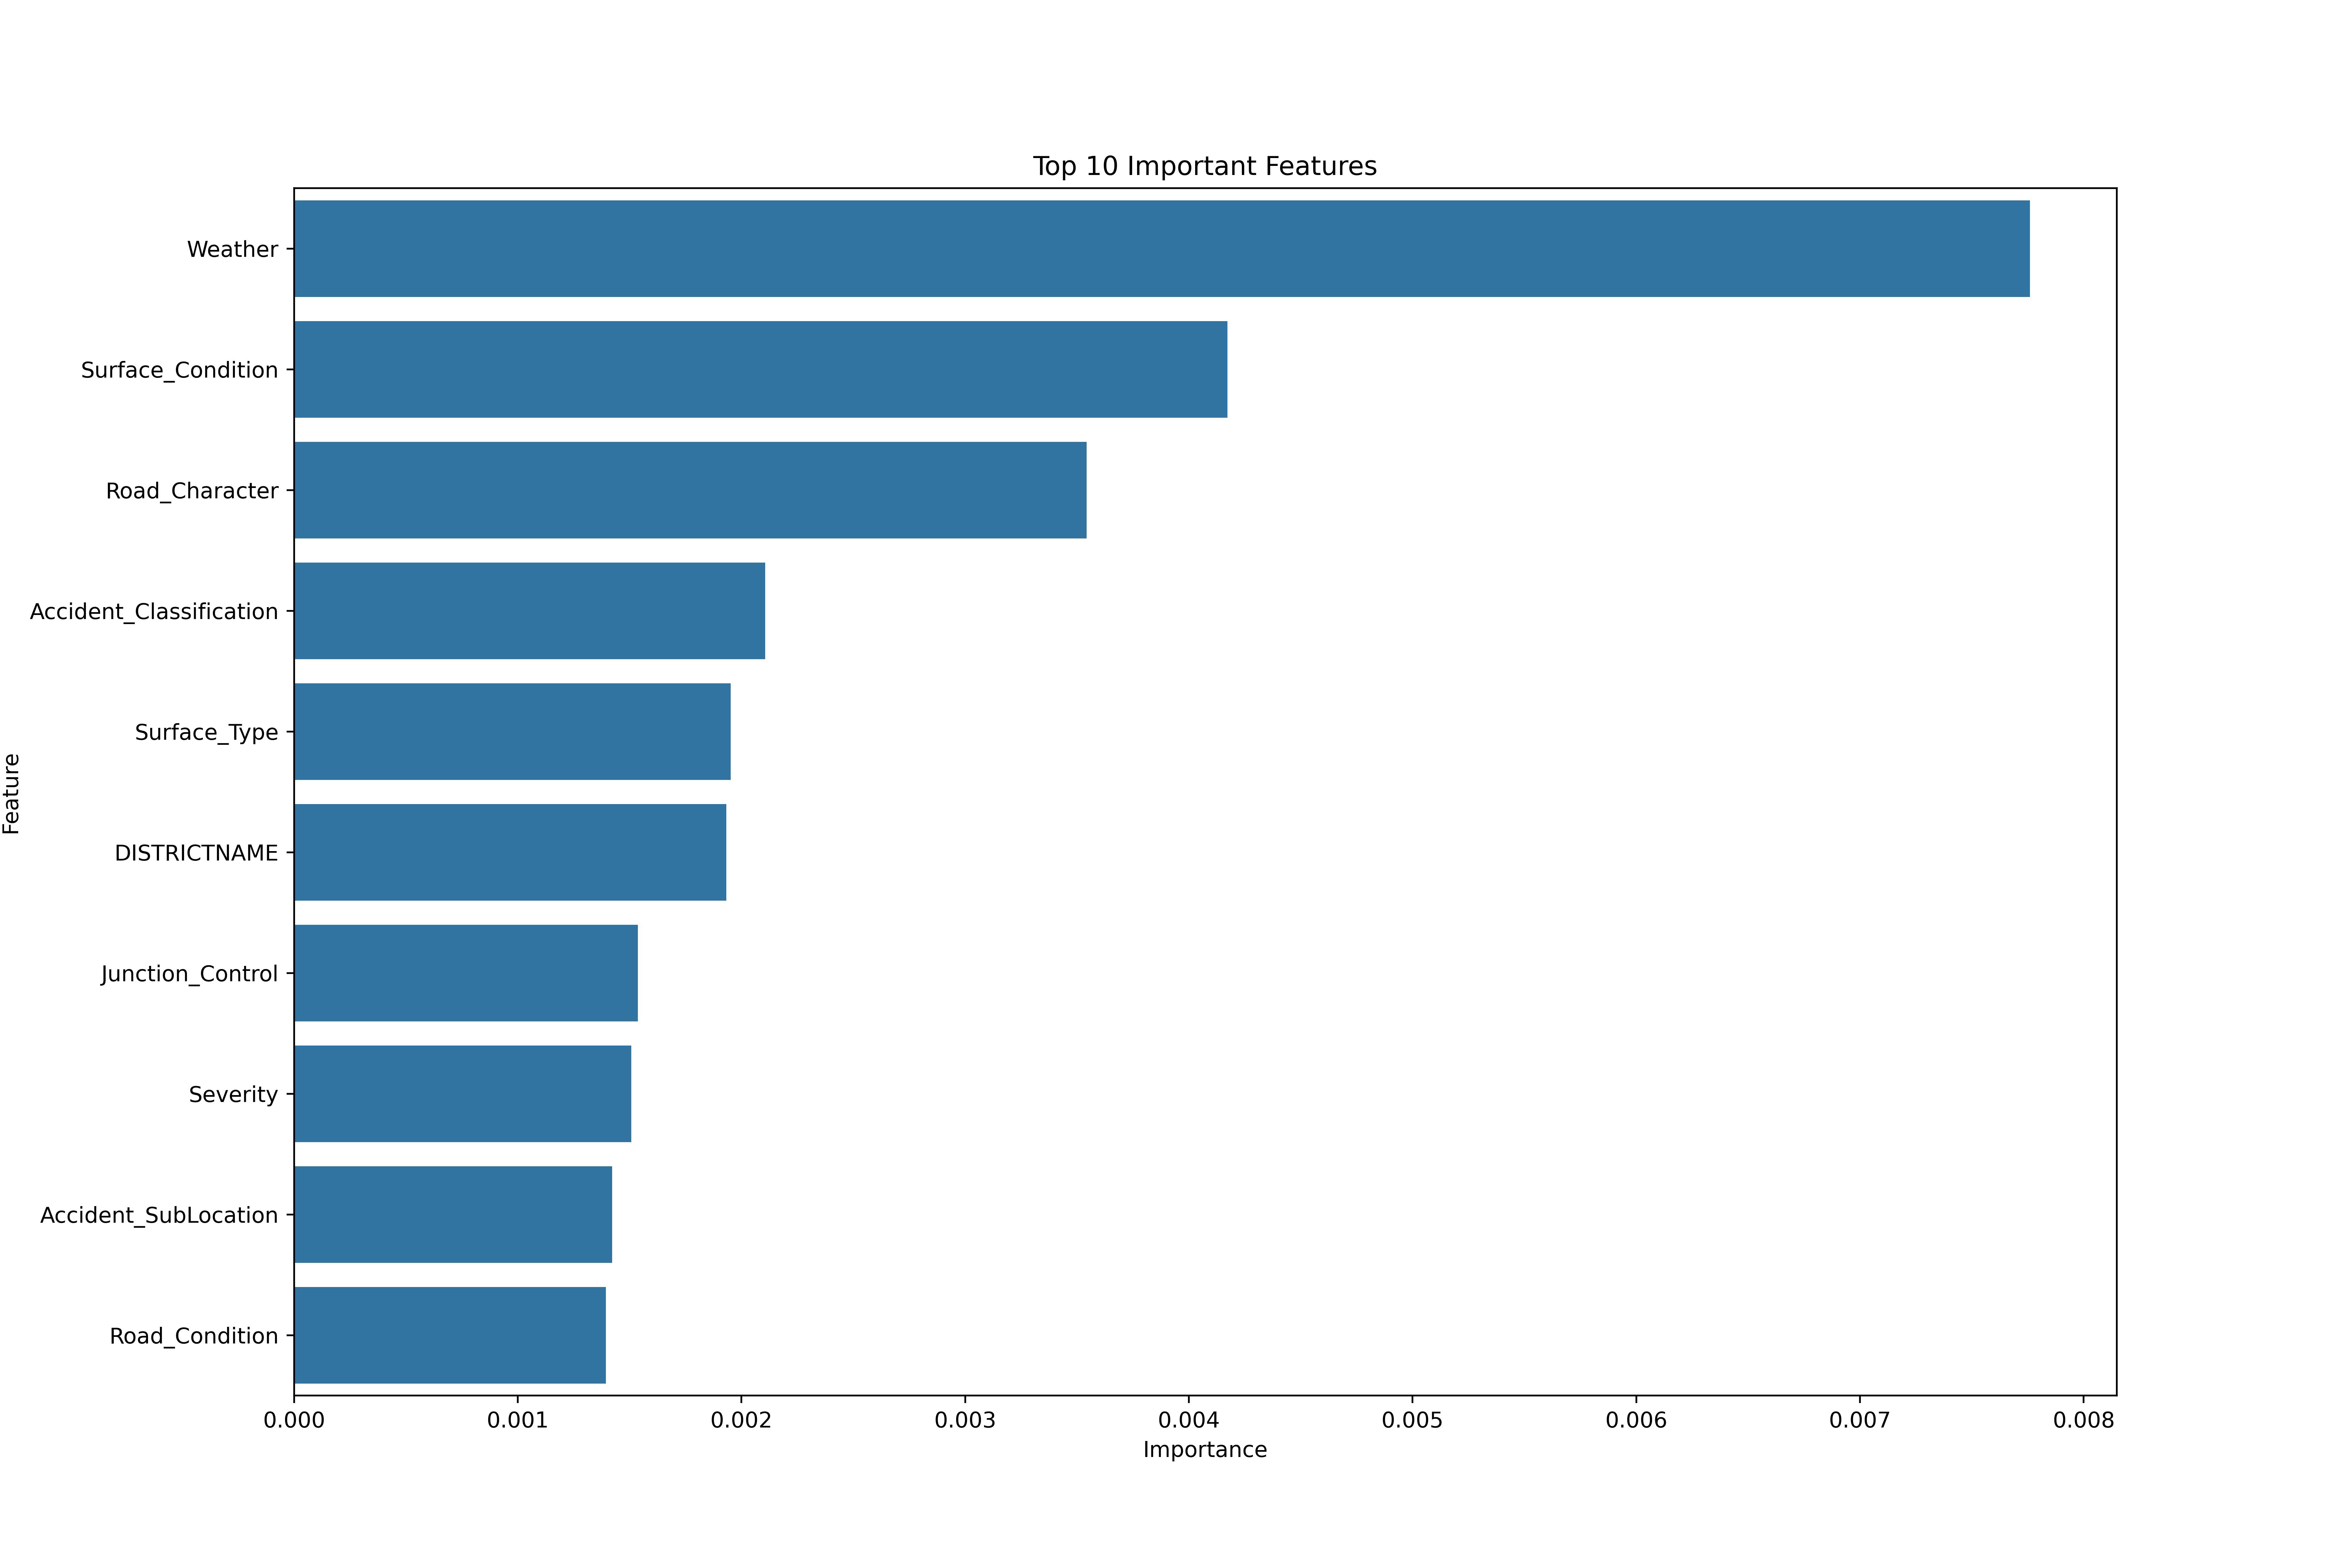 Top 10 Important Features
Weather
Surface_Condition
Road_Character
Accident_Classification
Surface_Type
DISTRICTNAME
Junction_Control
Severity
Accident_SubLocation
Road_Condition
Feature
0.000 0.001 0.002 0.003 0.004 0.005 0.006 0.007 0.008
Importance